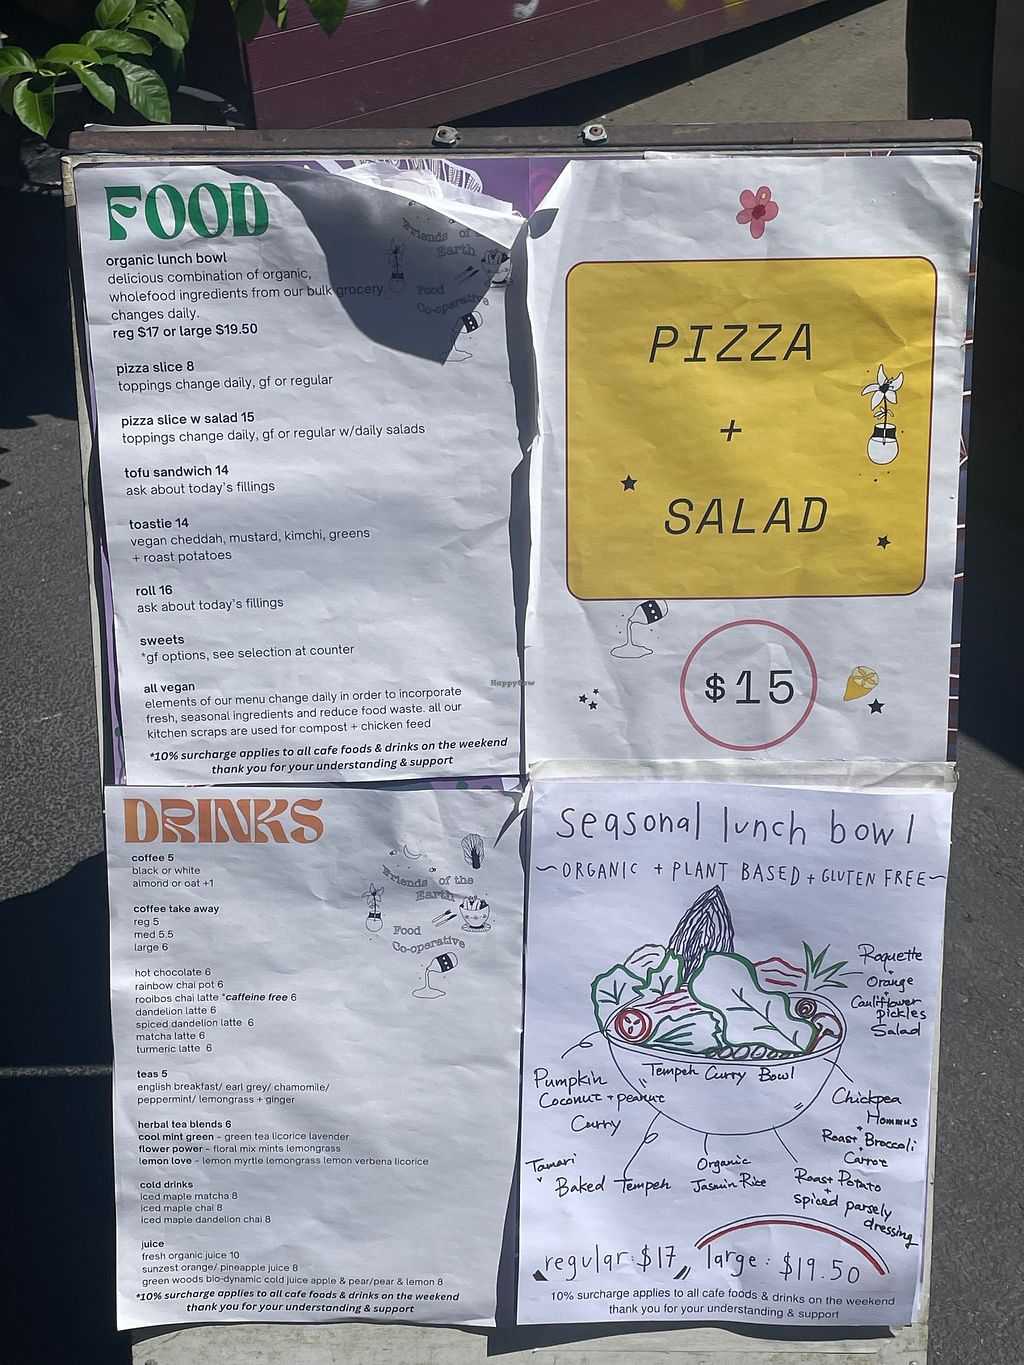 FOOD
organic lunch bowl
delicious combination of organic,
wholefood ingredients from our bulk grocery.
changes daily.
reg $17 or large $19.50
pizza slice 8
toppings change daily, gf or regular
pizza slice w salad 15
toppings change daily, gf or regular w/daily salads
tofu sandwich 14
ask about today's fillings
toastie 14
vegan cheddah, mustard, kimchi, greens
+ roast potatoes
roll 16
ask about today's fillings
sweets
*gf options, see selection at counter
all vegan
elements of our menu change daily in order to incorporate
fresh, seasonal ingredients and reduce food waste. all our
kitchen scraps are used for compost + chicken feed
*10% surcharge applies to all cafe foods & drinks on the weekend
thank you for your understanding & support
Friends of the
Earth
Food
Co-operative
PIZZA
+
SALAD
$15
HappyCow
DRINKS
coffee 5
black or white
almond or oat +1
coffee take away
reg 5
med 5.5
large 6
hot chocolate 6
rainbow chai pot 6
rooibos chai latte *caffeine free 6
dandelion latte 6
spiced dandelion latte 6
matcha latte 6
turmeric latte 6
teas 5
english breakfast/ earl grey/ chamomile/
peppermint/ lemongrass + ginger
herbal tea blends 6
cool mint green - green tea licorice lavender
flower power - floral mix mints lemongrass
lemon love - lemon myrtle lemongrass lemon verbena licorice
cold drinks
iced maple matcha 8
iced maple chai 8
iced maple dandelion chai 8
juice
fresh organic juice 10
sunzest orange/ pineapple juice 8
green woods bio-dynamic cold juice apple & pear/pear & lemon 8
*10% surcharge applies to all cafe foods & drinks on the weekend
thank you for your understanding & support
Friends of the
Earth
Food
Co-operative
seasonal lunch bowl
~ORGANIC + PLANT BASED + GLUTEN FREE~
Roquette
+
Orange
+
Cauliflower
pickles
Salad
Tempeh Curry Bowl
Pumpkin
Coconut + peanut
Curry
Chickpea
Hommus
+
Roast Broccoli
Carrot
Tamari
Baked Tempeh
Organic
Jasmin Rice
Roast Potato
+
spiced parsely
dressing
regular: $17, large: $19.50
10% surcharge applies to all cafe foods & drinks on the weekend
thank you for your understanding & support